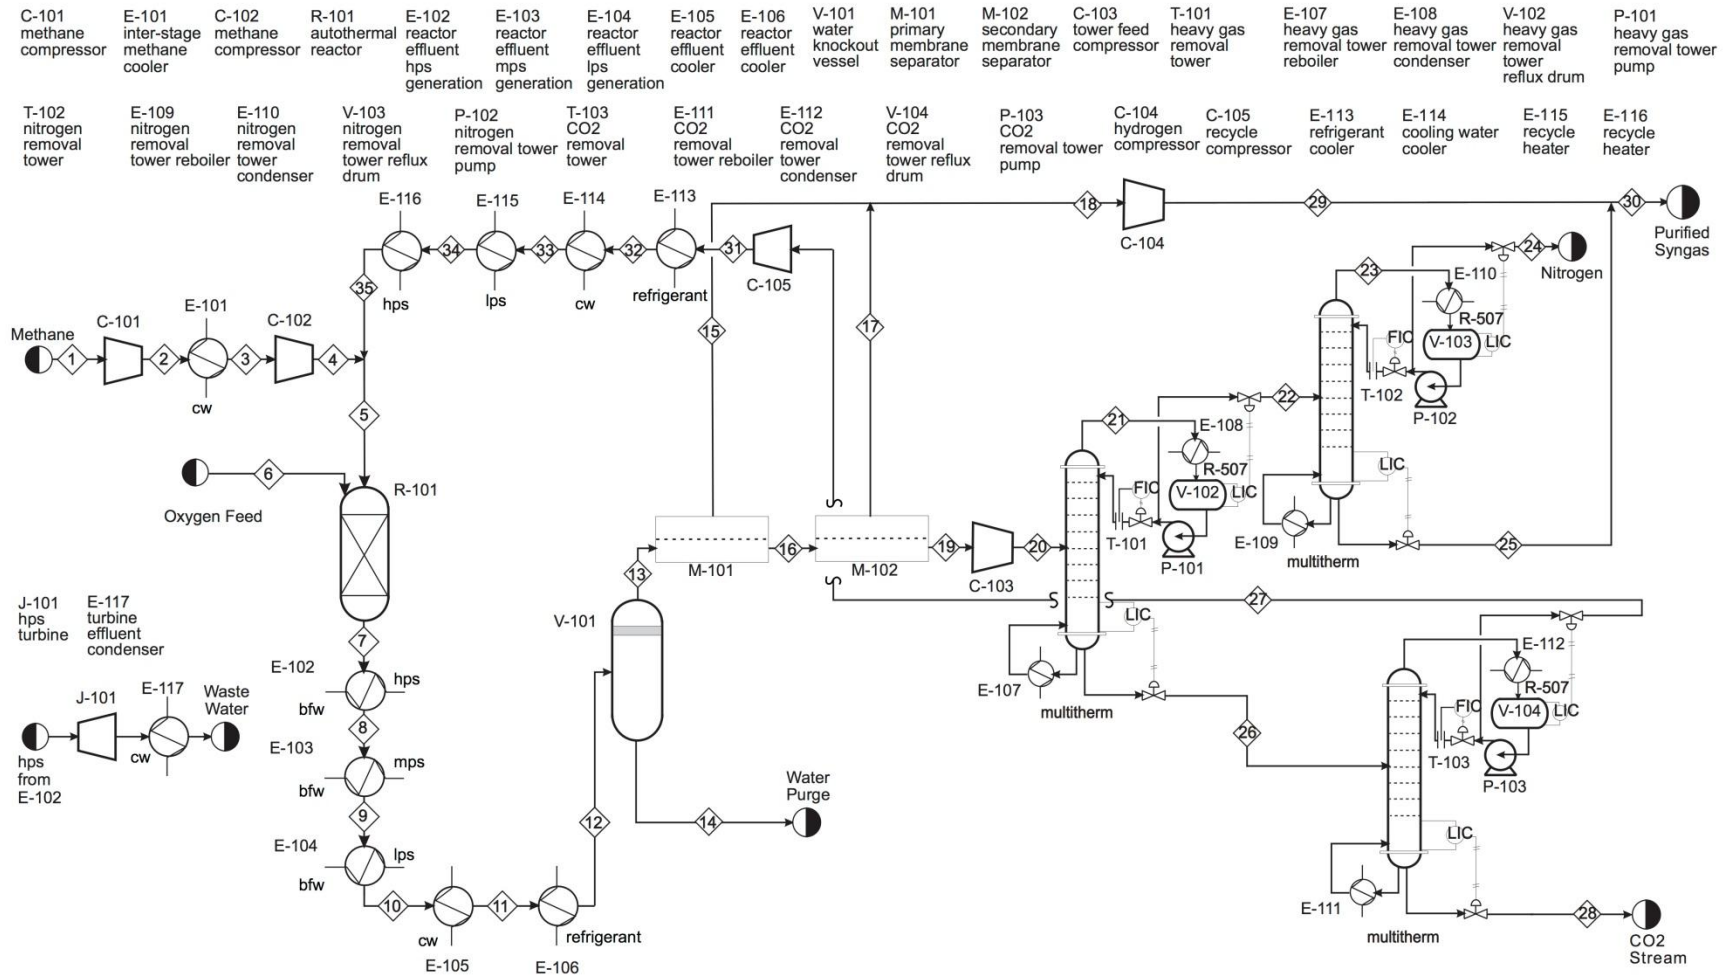 C-101
methane
compressor
E-101
inter-stage
methane
cooler
C-102
methane
compressor
R-101
autothermal
reactor
E-102
reactor
effluent
hps
generation
E-103
reactor
effluent
mps
generation
E-104
reactor
effluent
lps
generation
E-105
reactor
effluent
cooler
E-106
reactor
effluent
cooler
V-101
water
knockout
vessel
M-101
primary
membrane
separator
M-102
secondary
membrane
separator
C-103
tower feed
compressor
T-101
heavy gas
removal
tower
E-107
heavy gas
removal tower
reboiler
E-108
heavy gas
removal tower
condenser
V-102
heavy gas
removal
tower
reflux drum
P-101
heavy gas
removal tower
pump
T-102
nitrogen
removal
tower
E-109
nitrogen
removal
tower reboiler
E-110
nitrogen
removal
tower
condenser
V-103
nitrogen
removal
tower reflux
drum
P-102
nitrogen
removal tower
pump
T-103
CO2
removal
tower
E-111
CO2
removal
tower reboiler
E-112
CO2
removal
tower
condenser
V-104
CO2
removal
tower reflux
drum
P-103
CO2
removal tower
pump
C-104
hydrogen
compressor
C-105
recycle
compressor
E-113
refrigerant
cooler
E-114
cooling water
cooler
E-115
recycle
heater
E-116
recycle
heater
E-116
E-115
E-114
E-113
18
29
30
C-104
Purified
Syngas
35
34
33
32
31
C-105
hps
lps
cw
refrigerant
24
Nitrogen
23
E-110
R-507
V-103
LIC
FIC
T-102
P-102
15
17
Methane
1
C-101
2
E-101
cw
3
C-102
4
5
22
21
E-108
R-507
V-102
LIC
FIC
T-101
P-101
LIC
E-109
multitherm
25
6
Oxygen Feed
R-101
16
M-101
M-102
19
C-103
20
13
V-101
27
LIC
E-107
multitherm
26
J-101
hps
turbine
E-117
turbine
effluent
condenser
7
E-102
hps
bfw
8
E-103
mps
bfw
9
E-104
lps
bfw
J-101
E-117
cw
Waste
Water
hps
from
E-102
E-112
R-507
V-104
LIC
FIC
T-103
P-103
Water
Purge
14
12
10
11
cw
E-105
refrigerant
E-106
LIC
E-111
multitherm
28
CO2
Stream